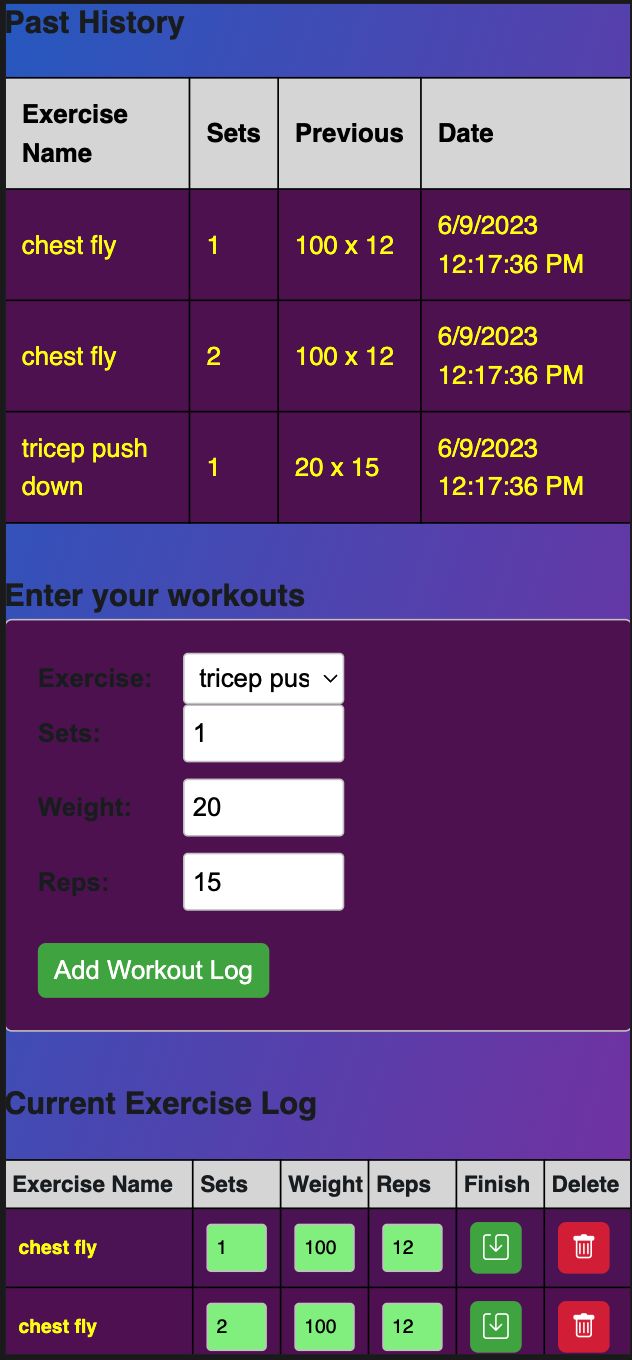 Past History
Exercise Name Sets Previous Date
chest fly 1 100 x 12 6/9/2023 12:17:36 PM
chest fly 2 100 x 12 6/9/2023 12:17:36 PM
tricep push down 1 20 x 15 6/9/2023 12:17:36 PM
Enter your workouts
Exercise: tricep pus
Sets: 1
Weight: 20
Reps: 15
Add Workout Log
Current Exercise Log
Exercise Name Sets Weight Reps Finish Delete
chest fly 1 100 12
chest fly 2 100 12